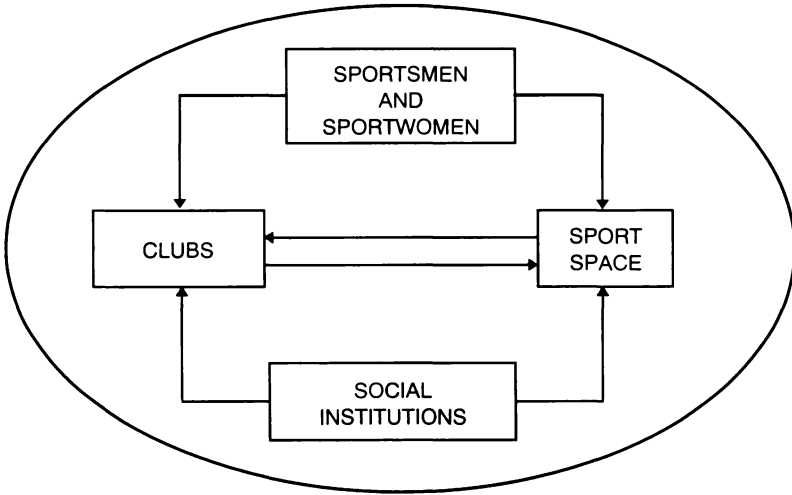 SPORTSMEN
AND
SPORTWOMEN
CLUBS
SPORT
SPACE
SOCIAL
INSTITUTIONS